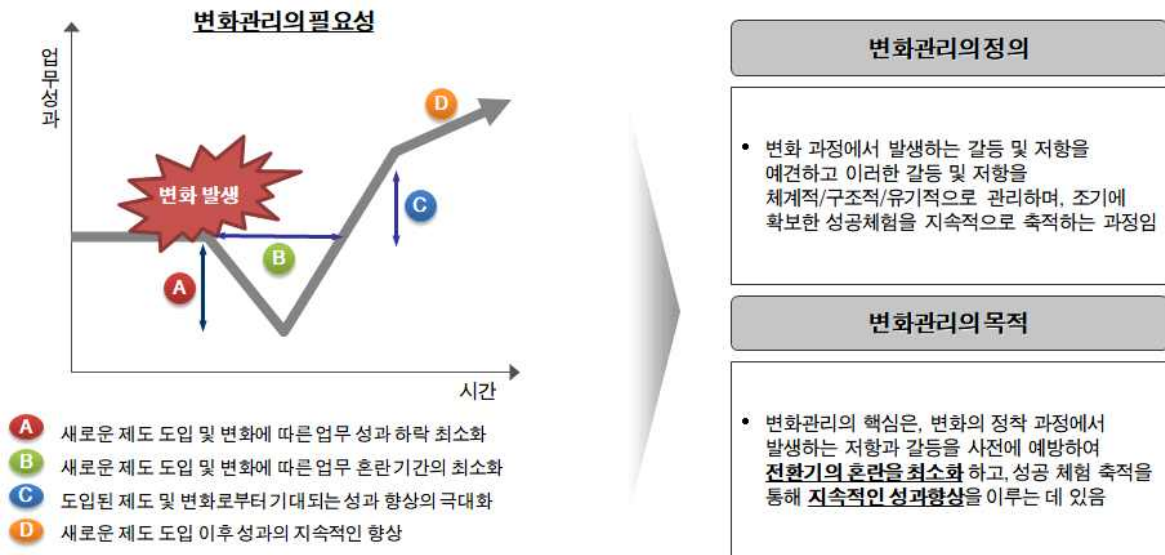 변화관리의 필요성
업무성과
변화 발생
A
B
C
D
시간
A 새로운 제도 도입 및 변화에 따른 업무 성과 하락 최소화
B 새로운 제도 도입 및 변화에 따른 업무 흔란 기간의 최소화
C 도입된 제도 및 변화로부터 기대되는 성과 향상의 극대화
D 새로운 제도 도입 이후 성과의 지속적인 향상
변화관리의 정의
• 변화 과정에서 발생하는 갈등 및 저항을
예견하고 이러한 갈등 및 저항을
체계적/구조적/유기적으로 관리하며, 조기에
확보한 성공체험을 지속적으로 축적하는 과정임
변화관리의 목적
• 변화관리의 핵심은, 변화의 정착 과정에서
발생하는 저항과 갈등을 사전에 예방하여
전환기의 혼란을 최소화 하고, 성공 체험 축적을
통해 지속적인 성과향상을 이루는 데 있음